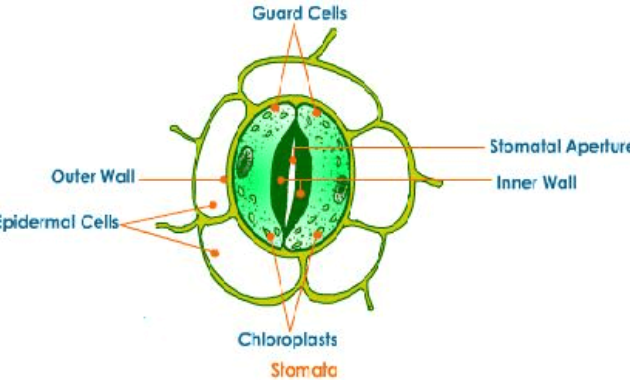 Guard Cells
Stomatal Aperture
Outer Wall
Inner Wall
Epidermal Cells
Chloroplasts
Stomata